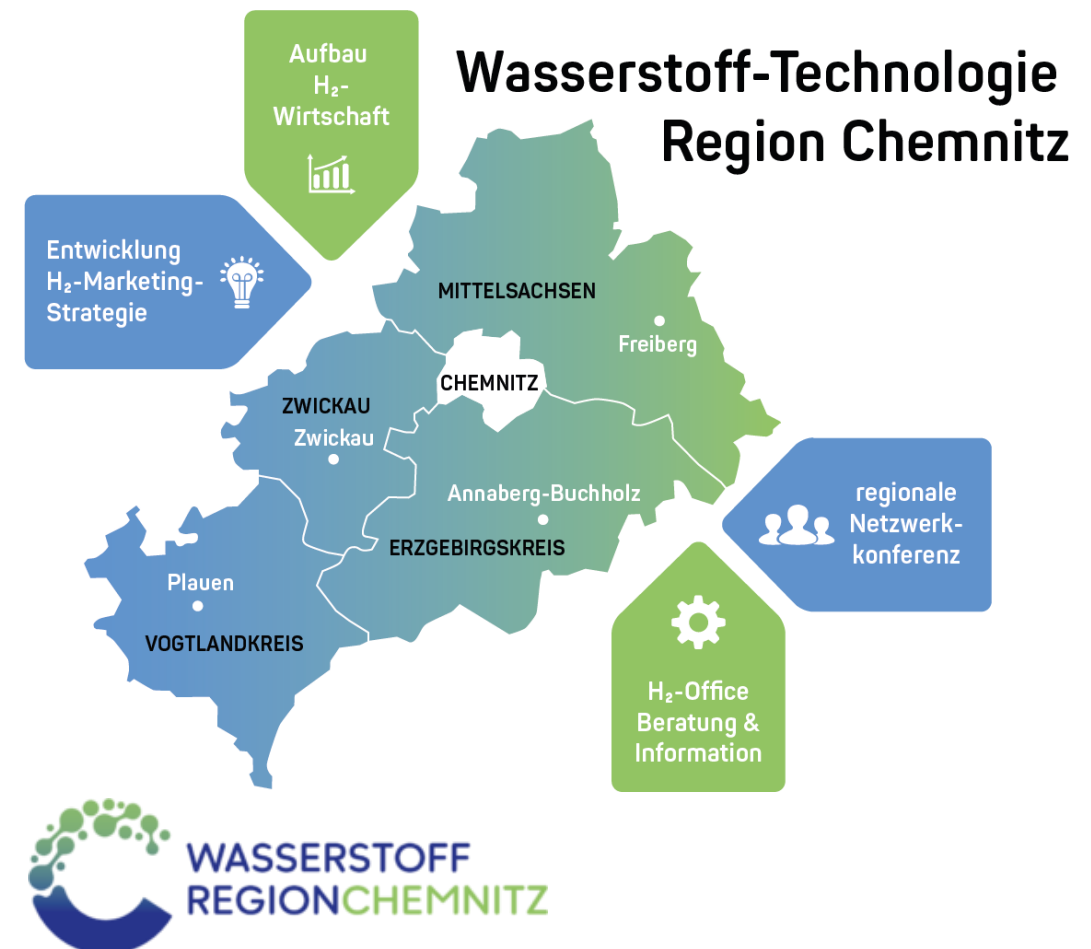 Wasserstoff-Technologie
Region Chemnitz
Aufbau
H₂-
Wirtschaft
Entwicklung
H₂-Marketing-
Strategie
MITTELSACHSEN
Freiberg
CHEMNITZ
ZWICKAU
Zwickau
Annaberg-Buchholz
ERZGEBIRGSKREIS
Plauen
VOGTLANDKREIS
regionale
Netzwerk-
konferenz
H₂-Office
Beratung &
Information
WASSERSTOFF
REGIONCHEMNITZ